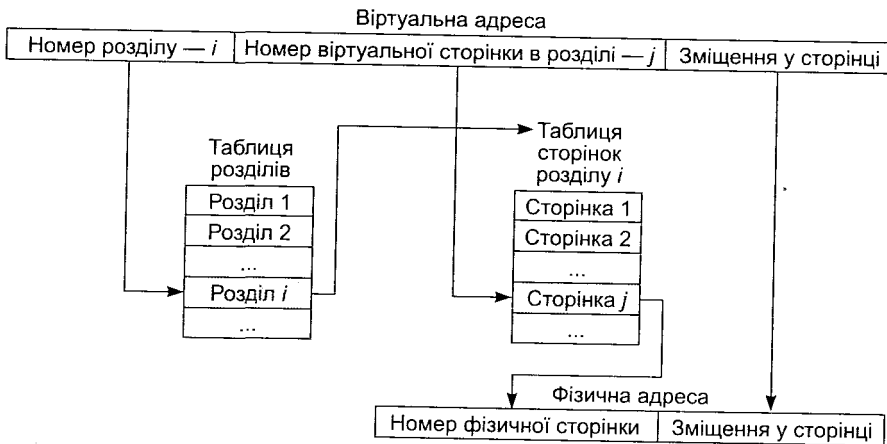 Віртуальна адреса
Номер розділу — i
Номер віртуальної сторінки в розділі — j
Зміщення у сторінці
Таблиця
розділів
Розділ 1
Розділ 2
...
Розділ i
...
Таблиця
сторінок
розділу i
Сторінка 1
Сторінка 2
...
Сторінка j
...
Фізична адреса
Номер фізичної сторінки
Зміщення у сторінці